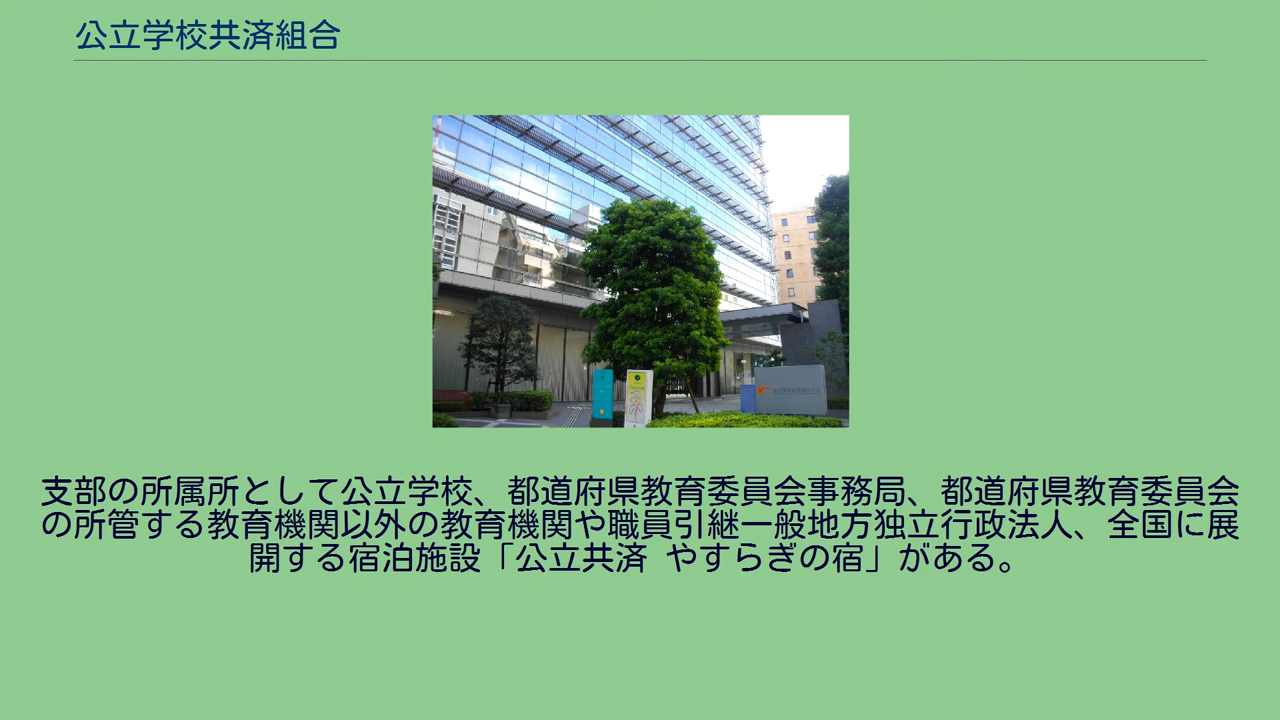 公立学校共済組合
支部の所属所として公立学校、都道府県教育委員会事務局、都道府県教育委員会
の所管する教育機関以外の教育機関や職員引継一般地方独立行政法人、全国に展
開する宿泊施設「公立共済 やすらぎの宿」がある。